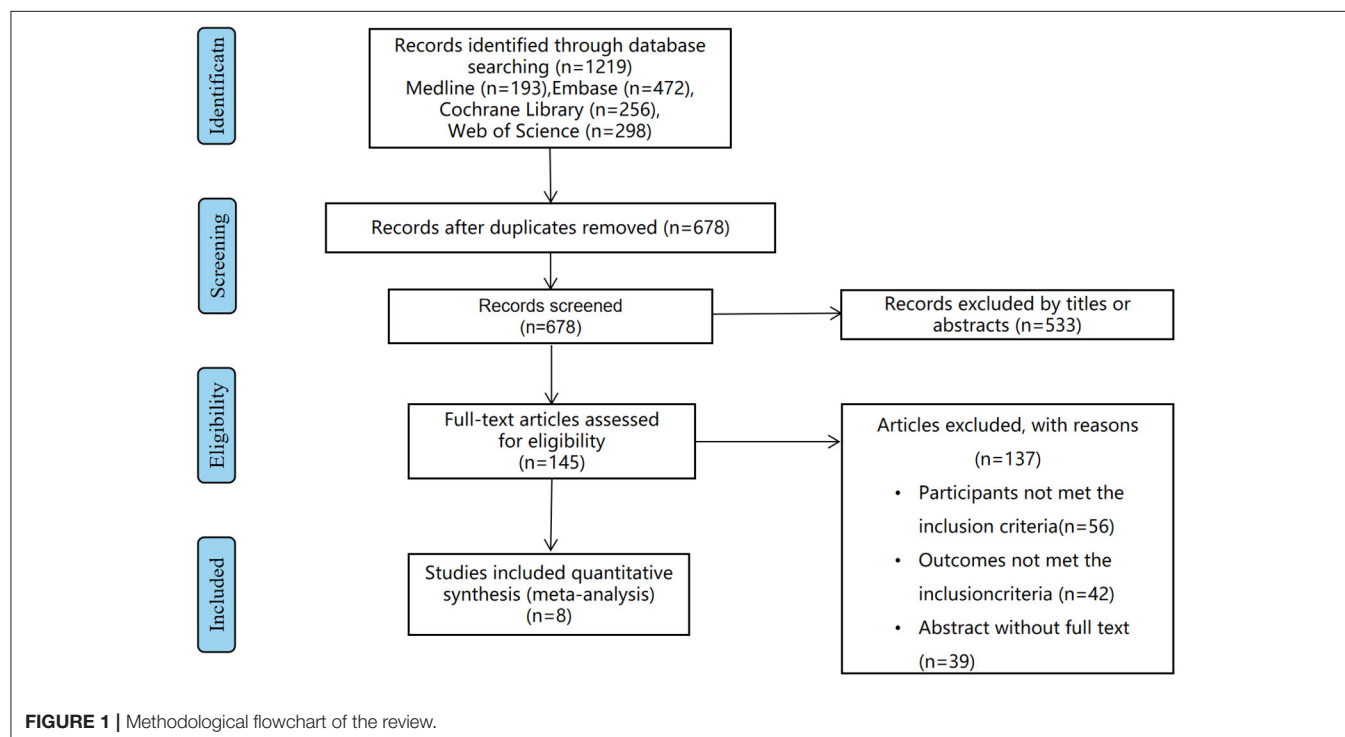 Identificatn
Records identified through database
searching (n=1219)
Medline (n=193),Embase (n=472),
Cochrane Library (n=256),
Web of Science (n=298)
Screening
Records after duplicates removed (n=678)
Records screened
(n=678)
Records excluded by titles or
abstracts (n=533)
Eligibility
Full-text articles assessed
for eligibility
(n=145)
Articles excluded, with reasons
(n=137)
• Participants not met the
inclusion criteria(n=56)
• Outcomes not met the
inclusioncriteria (n=42)
• Abstract without full text
(n=39)
Included
Studies included quantitative
synthesis (meta-analysis)
(n=8)
FIGURE 1 | Methodological flowchart of the review.